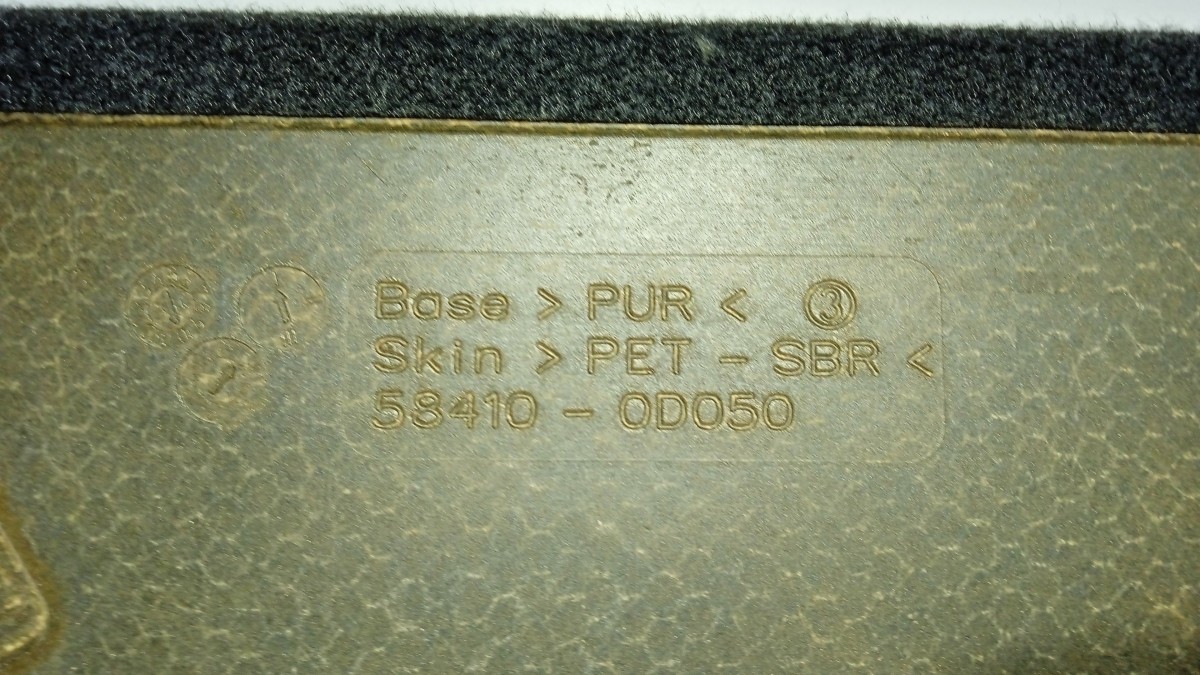 Base > PUR < ③
Skin > PET - SBR <
58410 - 0D050